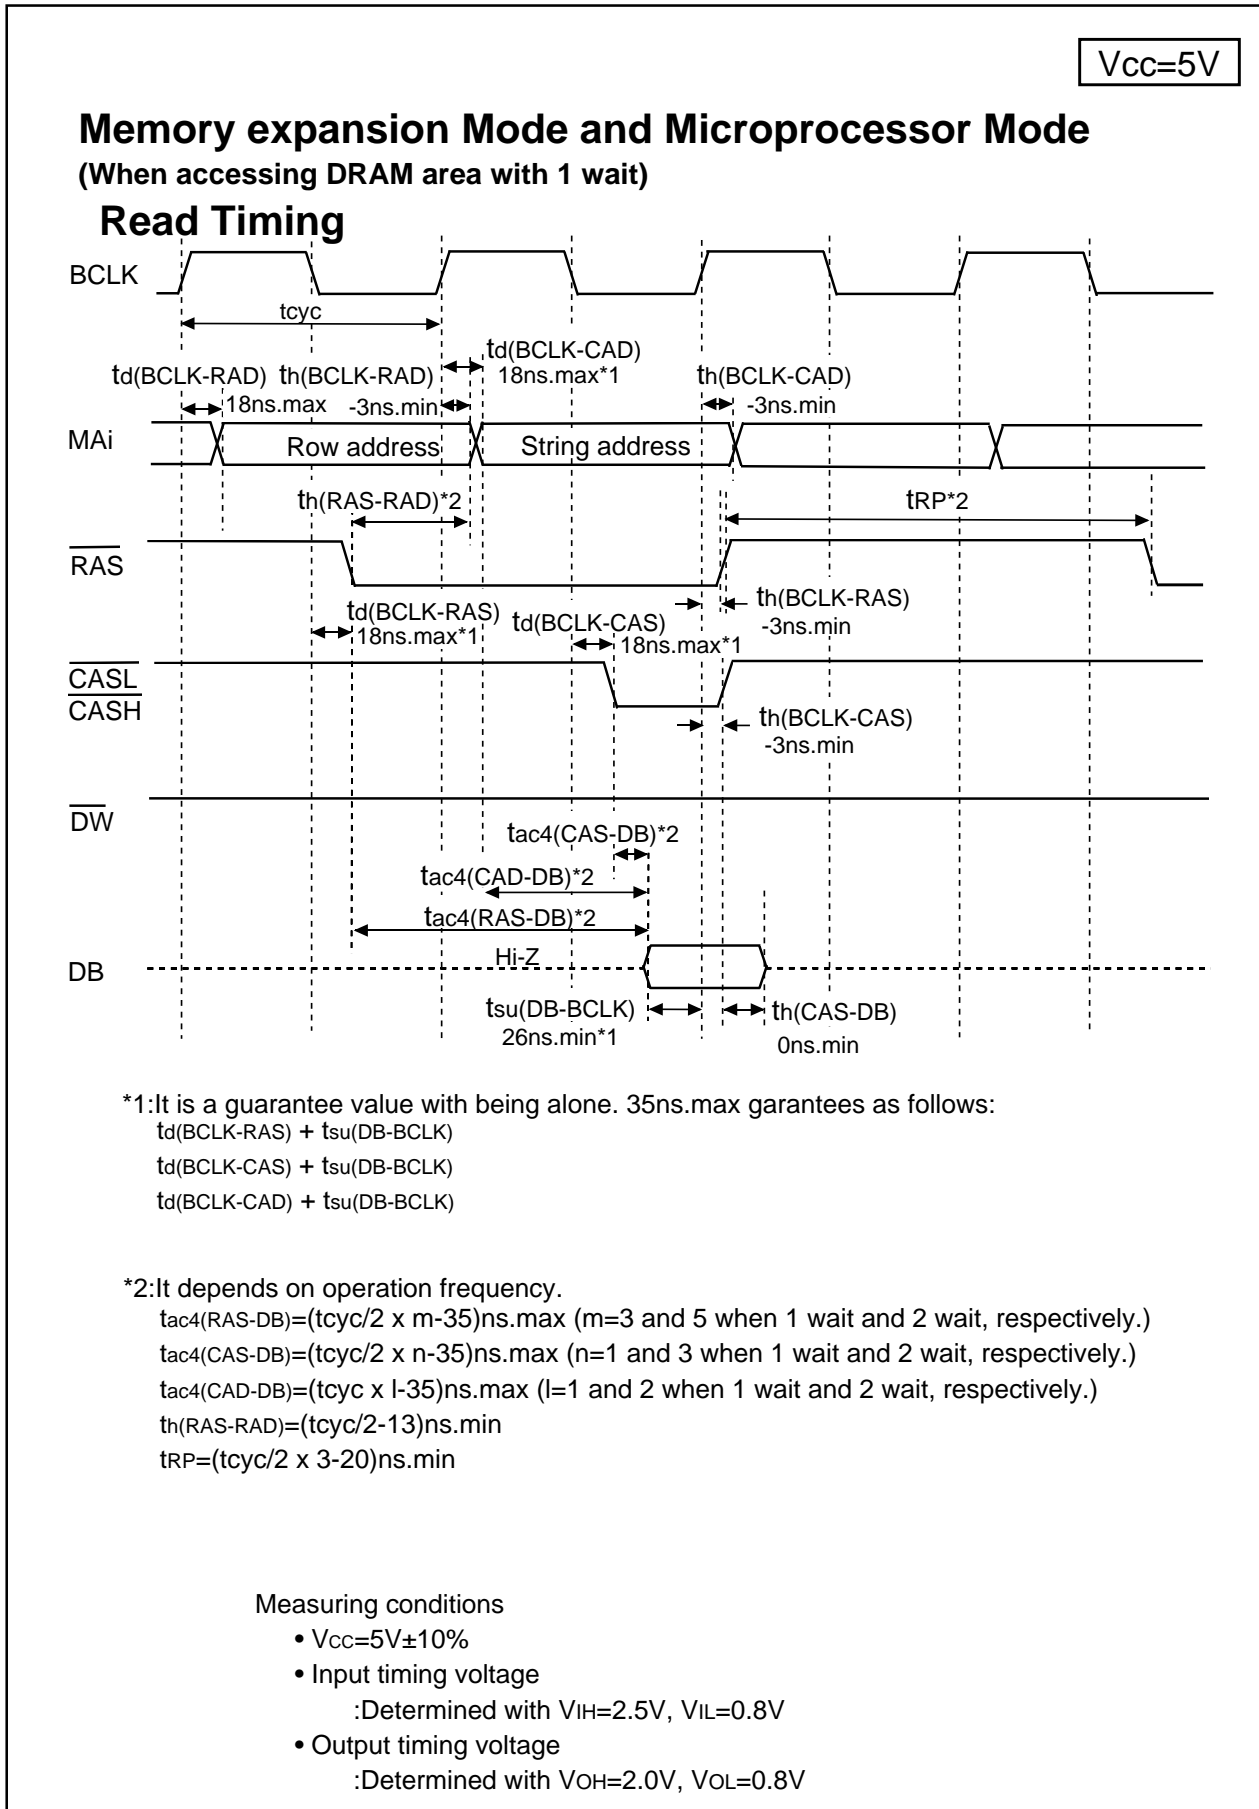 Vcc=5V
Memory expansion Mode and Microprocessor Mode
(When accessing DRAM area with 1 wait)
Read Timing
BCLK
tcyc
td(BCLK-CAD)
18ns.max*1
td(BCLK-RAD)
18ns.max
th(BCLK-RAD)
-3ns.min
th(BCLK-CAD)
-3ns.min
MAi
Row address
String address
th(RAS-RAD)*2
tRP*2
RAS
td(BCLK-RAS)
18ns.max*1
td(BCLK-CAS)
18ns.max*1
th(BCLK-RAS)
-3ns.min
CASL
CASH
th(BCLK-CAS)
-3ns.min
DW
tac4(CAS-DB)*2
tac4(CAD-DB)*2
tac4(RAS-DB)*2
Hi-Z
DB
tsu(DB-BCLK)
26ns.min*1
th(CAS-DB)
0ns.min
*1:It is a guarantee value with being alone. 35ns.max garantees as follows:
td(BCLK-RAS) + tsu(DB-BCLK)
td(BCLK-CAS) + tsu(DB-BCLK)
td(BCLK-CAD) + tsu(DB-BCLK)
*2:It depends on operation frequency.
tac4(RAS-DB)=(tcyc/2 x m-35)ns.max (m=3 and 5 when 1 wait and 2 wait, respectively.)
tac4(CAS-DB)=(tcyc/2 x n-35)ns.max (n=1 and 3 when 1 wait and 2 wait, respectively.)
tac4(CAD-DB)=(tcyc x l-35)ns.max (l=1 and 2 when 1 wait and 2 wait, respectively.)
th(RAS-RAD)=(tcyc/2-13)ns.min
tRP=(tcyc/2 x 3-20)ns.min
Measuring conditions
• VCC=5V±10%
• Input timing voltage
:Determined with VIH=2.5V, VIL=0.8V
• Output timing voltage
:Determined with VOH=2.0V, VOL=0.8V